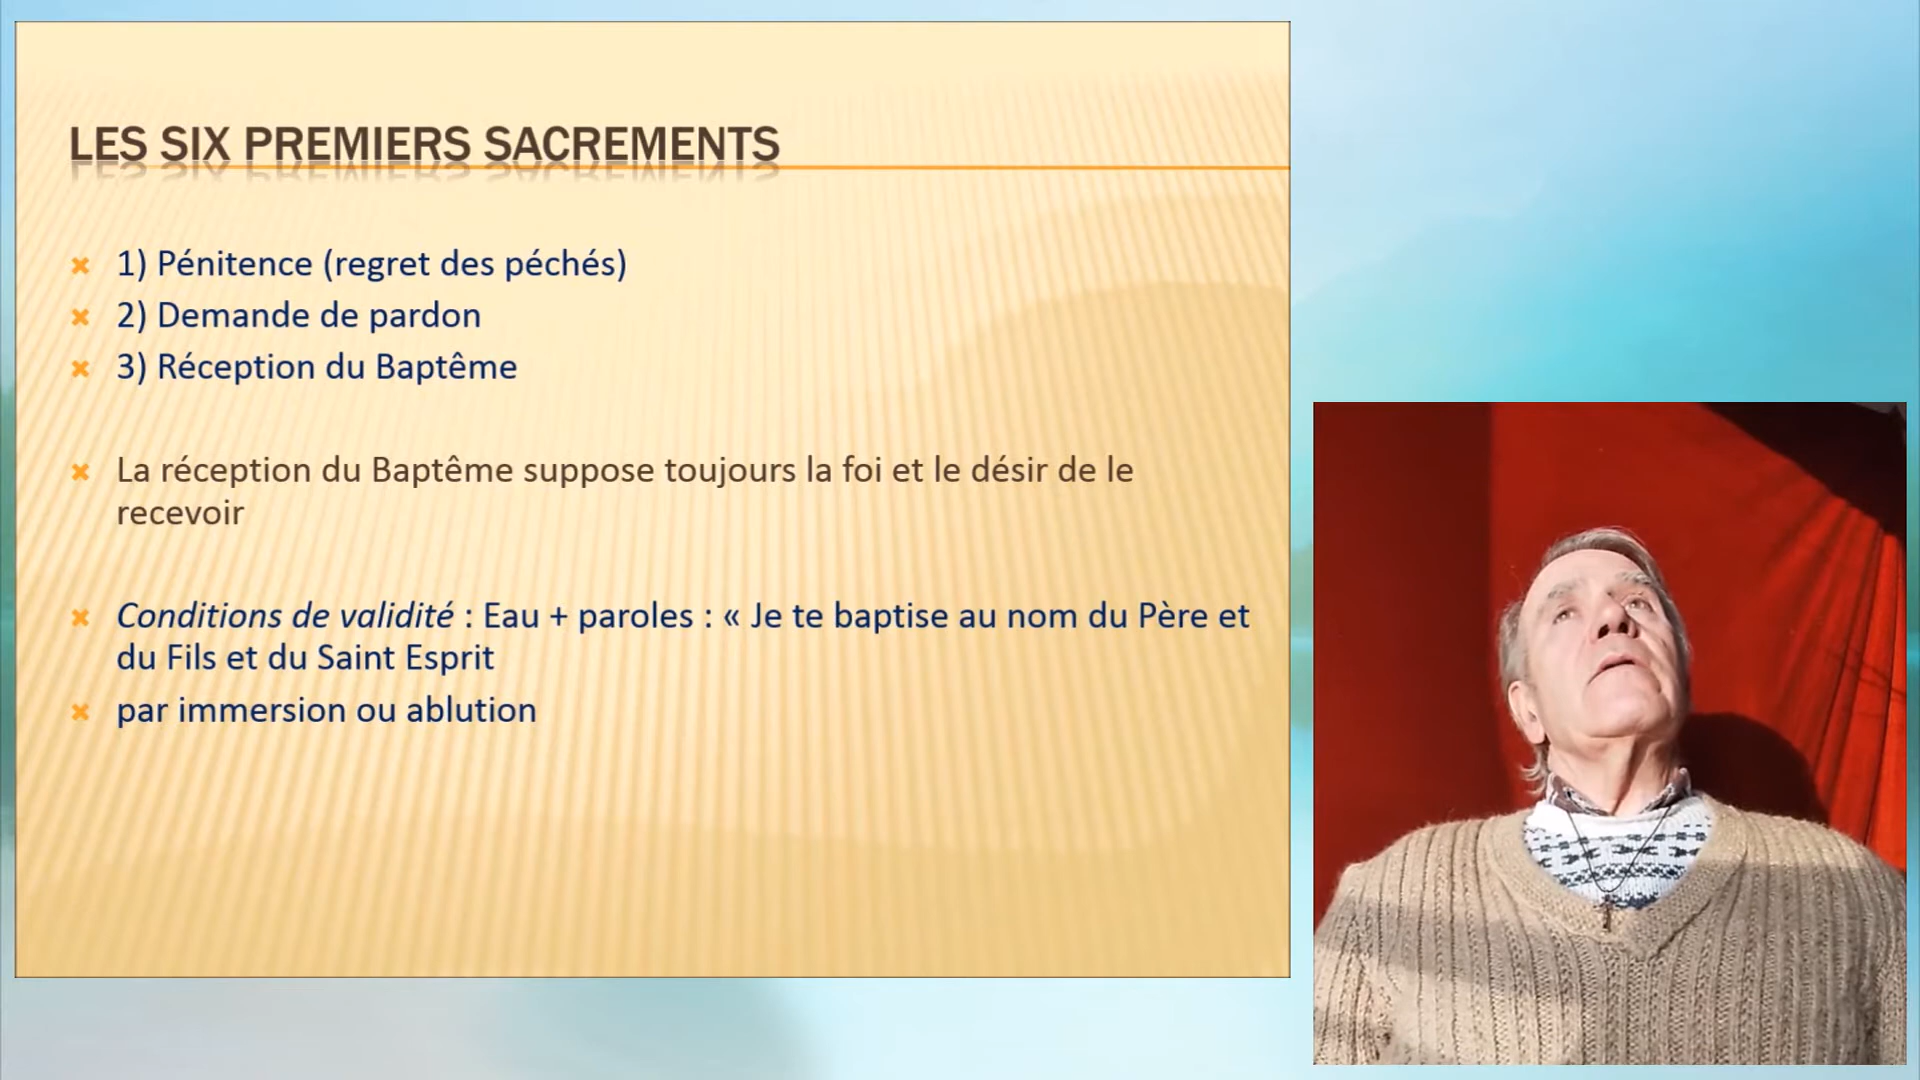 LES SIX PREMIERS SACREMENTS
1) Pénitence (regret des péchés)
2) Demande de pardon
3) Réception du Baptême
La réception du Baptême suppose toujours la foi et le désir de le
recevoir
Conditions de validité : Eau + paroles : « Je te baptise au nom du Père et
du Fils et du Saint Esprit
par immersion ou ablution